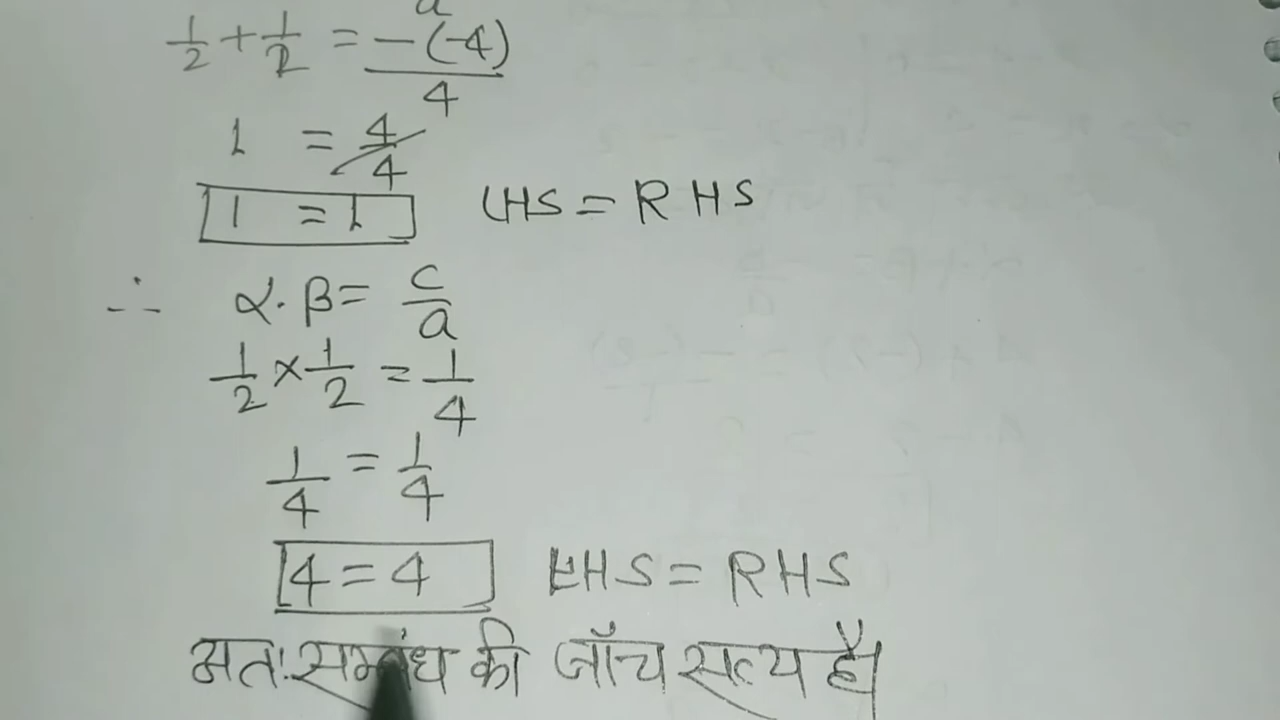 a
1/2 + 1/2 = -(-4)/4
1 = 4/4
1 = 1 LHS = RHS
∴ α.β = c/a
1/2 × 1/2 = 1/4
1/4 = 1/4
4 = 4 LHS = RHS
अतः सम्बंध की जाँच सत्य है।